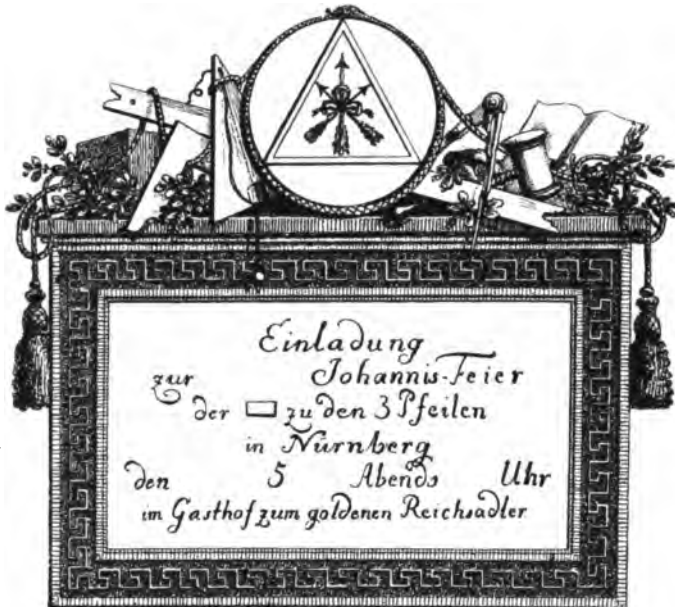 Einladung
zur Johannis-Feier
der ▭ zu den 3 Pfeilen
in Nürnberg
den 5 Abends Uhr
im Gasthof zum goldenen Reichsadler